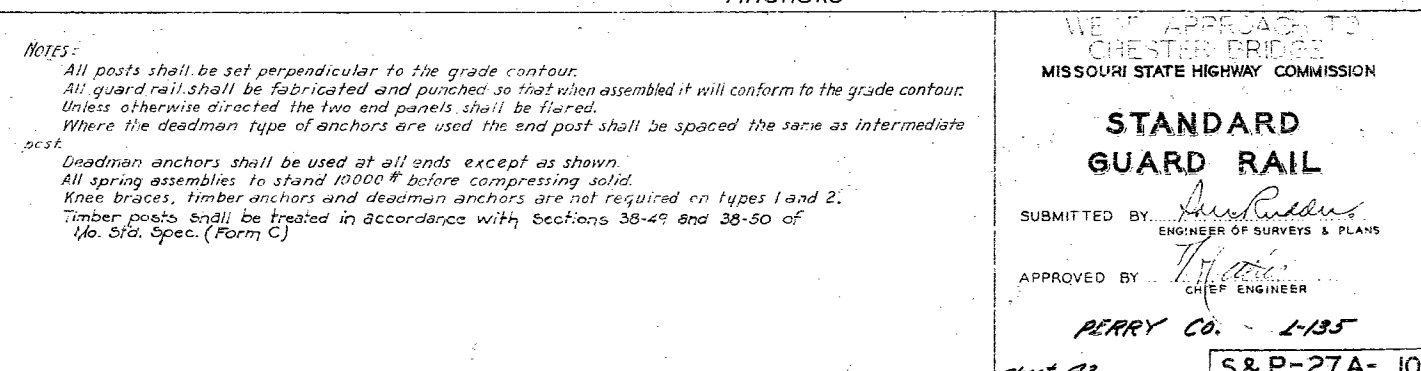 NOTES:
All posts shall be set perpendicular to the grade contour.
All guard rail shall be fabricated and punched so that when assembled it will conform to the grade contour.
Unless otherwise directed the two end panels shall be flared.
Where the deadman type of anchors are used the end post shall be spaced the same as intermediate
post.
Deadman anchors shall be used at all ends except as shown.
All spring assemblies to stand 10000 # before compressing solid.
Knee braces, timber anchors and deadman anchors are not required on types 1 and 2.
Timber posts shall be treated in accordance with Sections 38-49 and 38-50 of
Mo. Std. Spec. (Form C)
WEST APPROACH TO
CHESTER BRIDGE
MISSOURI STATE HIGHWAY COMMISSION
STANDARD
GUARD RAIL
SUBMITTED BY
ENGINEER OF SURVEYS & PLANS
APPROVED BY
CHIEF ENGINEER
PERRY CO. - L-135
S&P-27A- 10